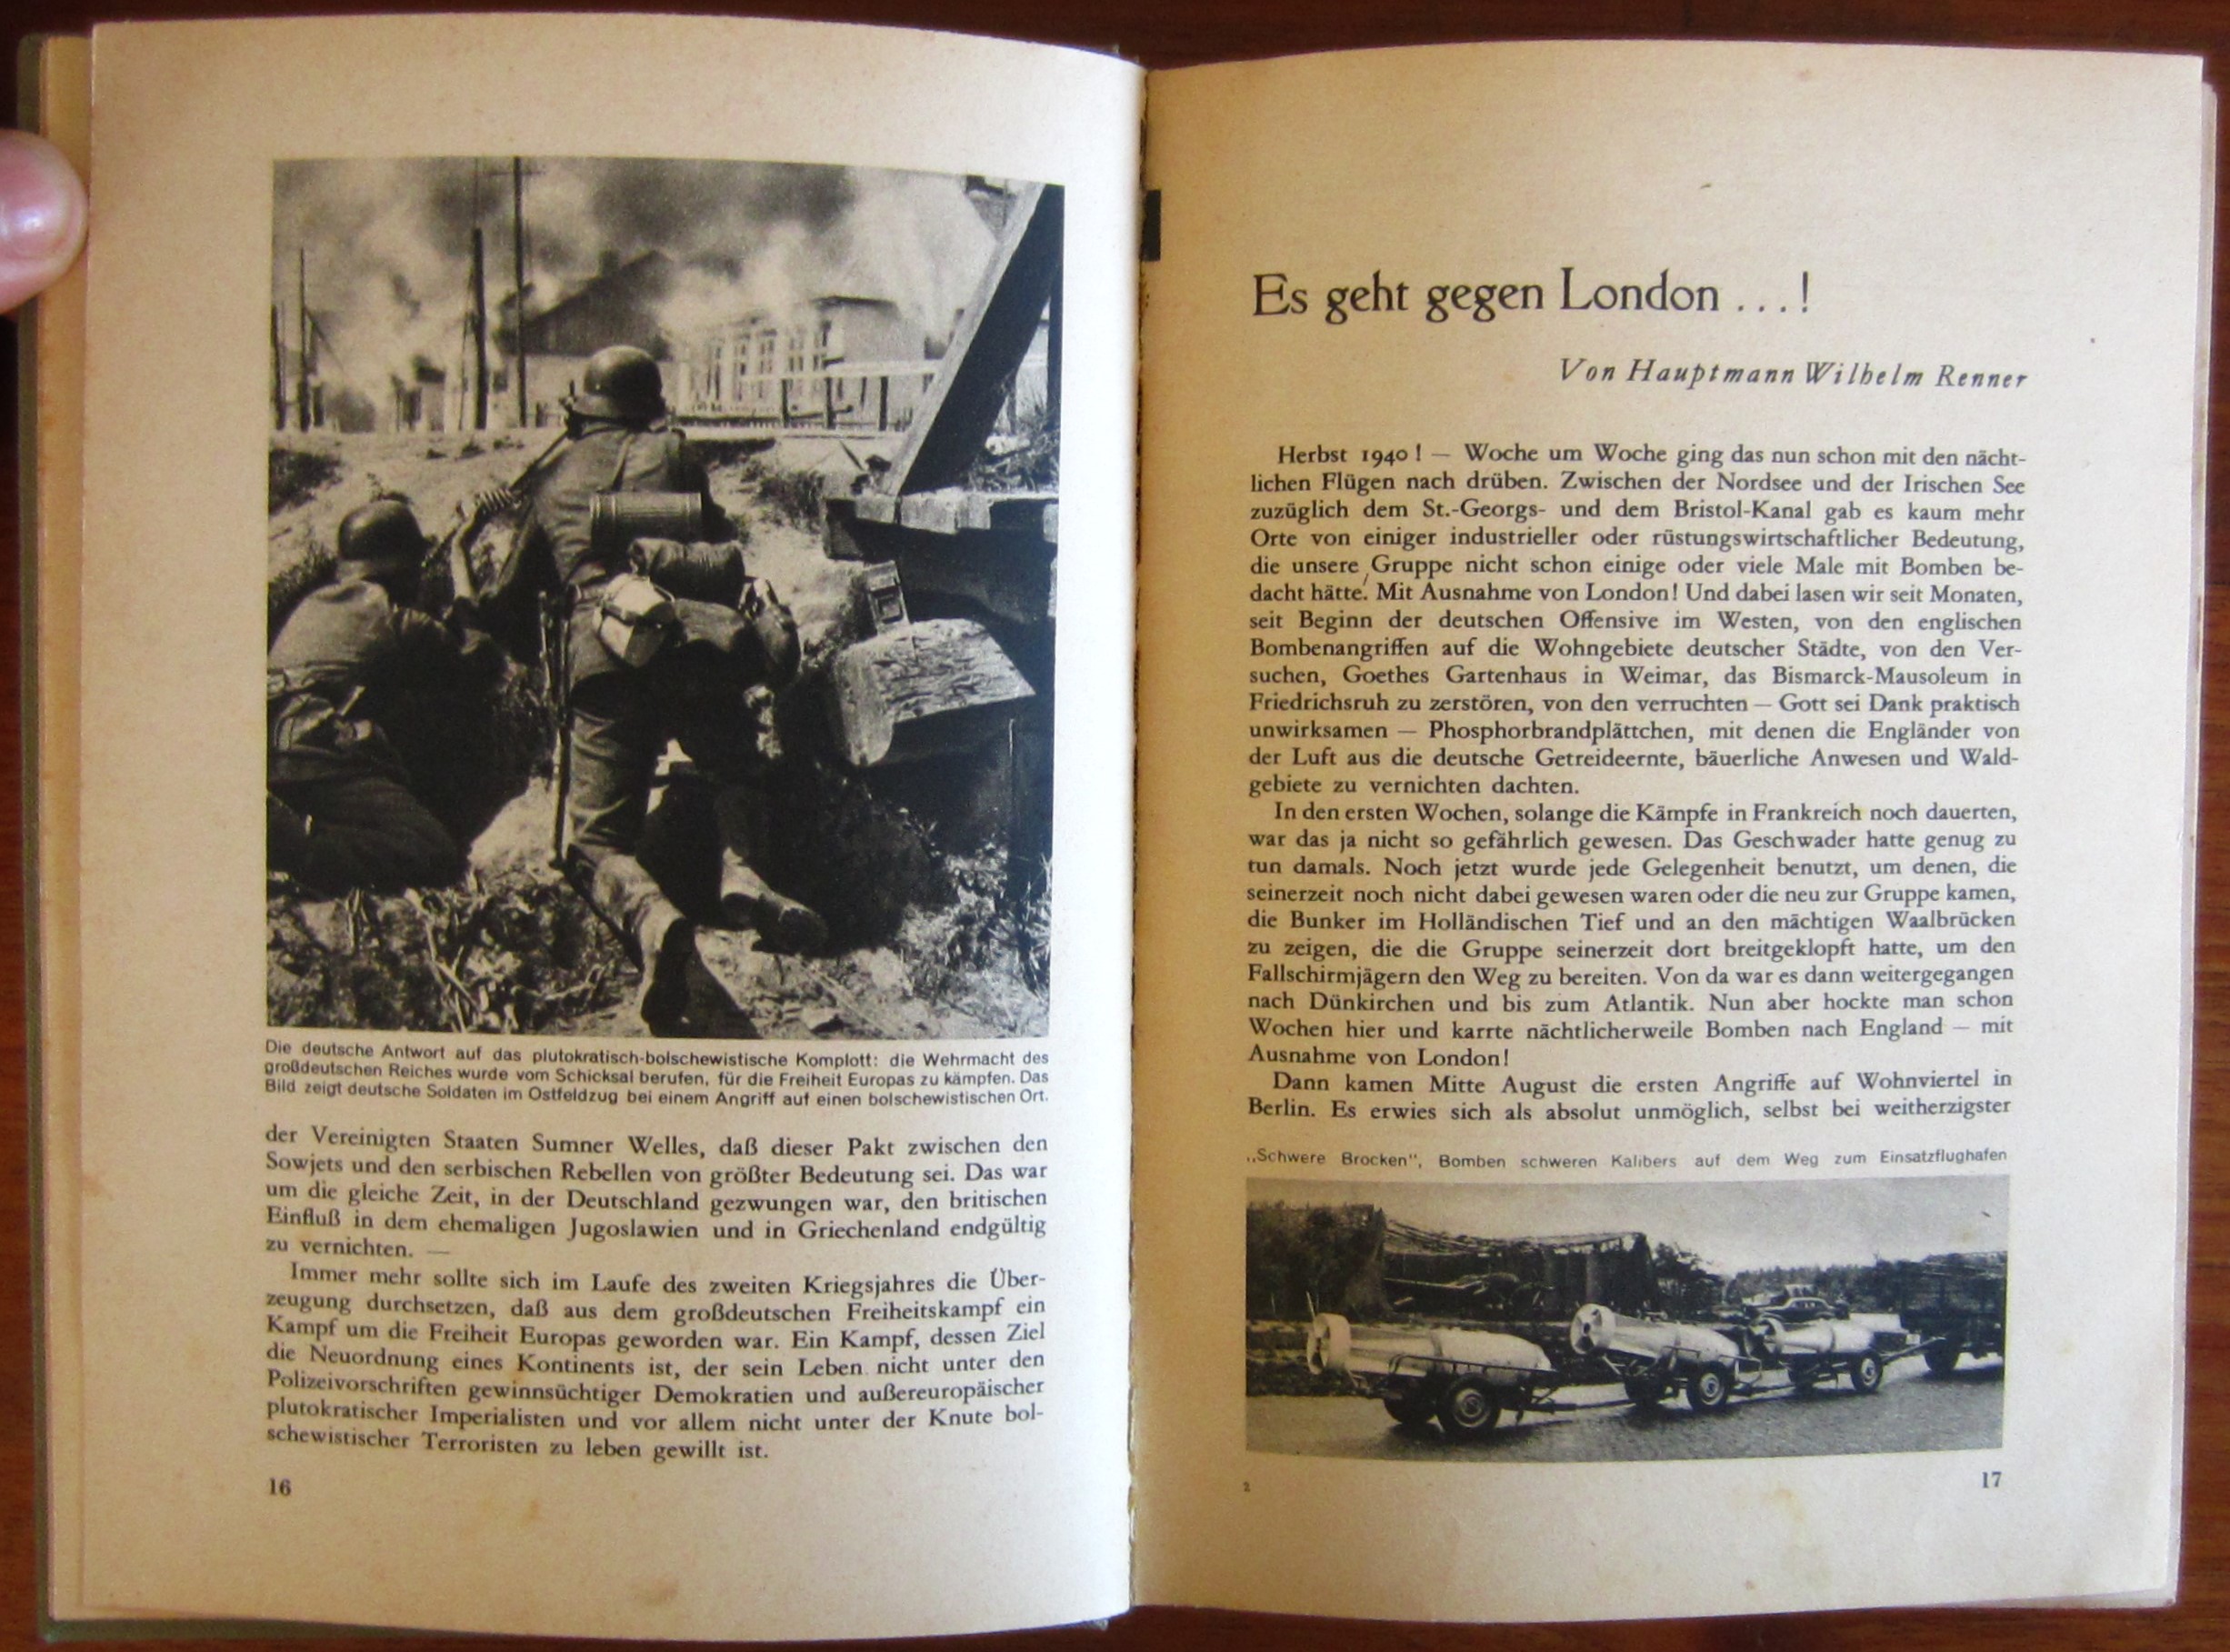 Die deutsche Antwort auf das plutokratisch-bolschewistische Komplott: die Wehrmacht des
großdeutschen Reiches wurde vom Schicksal berufen, für die Freiheit Europas zu kämpfen. Das
Bild zeigt deutsche Soldaten im Ostfeldzug bei einem Angriff auf einen bolschewistischen Ort.
der Vereinigten Staaten Sumner Welles, daß dieser Pakt zwischen den
Sowjets und den serbischen Rebellen von größter Bedeutung sei. Das war
um die gleiche Zeit, in der Deutschland gezwungen war, den britischen
Einfluß in dem ehemaligen Jugoslawien und in Griechenland endgültig
zu vernichten. —
Immer mehr sollte sich im Laufe des zweiten Kriegsjahres die Über-
zeugung durchsetzen, daß aus dem großdeutschen Freiheitskampf ein
Kampf um die Freiheit Europas geworden war. Ein Kampf, dessen Ziel
die Neuordnung eines Kontinents ist, der sein Leben nicht unter den
Polizeivorschriften gewinnsüchtiger Demokratien und außereuropäischer
plutokratischer Imperialisten und vor allem nicht unter der Knute bol-
schewistischer Terroristen zu leben gewillt ist.
16
Es geht gegen London ...!
Von Hauptmann Wilhelm Renner
Herbst 1940! — Woche um Woche ging das nun schon mit den nächt-
lichen Flügen nach drüben. Zwischen der Nordsee und der Irischen See
zuzüglich dem St.-Georgs- und dem Bristol-Kanal gab es kaum mehr
Orte von einiger industrieller oder rüstungswirtschaftlicher Bedeutung,
die unsere Gruppe nicht schon einige oder viele Male mit Bomben be-
dacht hätte. Mit Ausnahme von London! Und dabei lasen wir seit Monaten,
seit Beginn der deutschen Offensive im Westen, von den englischen
Bombenangriffen auf die Wohngebiete deutscher Städte, von den Ver-
suchen, Goethes Gartenhaus in Weimar, das Bismarck-Mausoleum in
Friedrichsruh zu zerstören, von den verruchten — Gott sei Dank praktisch
unwirksamen — Phosphorbrandplättchen, mit denen die Engländer von
der Luft aus die deutsche Getreideernte, bäuerliche Anwesen und Wald-
gebiete zu vernichten dachten.
In den ersten Wochen, solange die Kämpfe in Frankreich noch dauerten,
war das ja nicht so gefährlich gewesen. Das Geschwader hatte genug zu
tun damals. Noch jetzt wurde jede Gelegenheit benutzt, um denen, die
seinerzeit noch nicht dabei gewesen waren oder die neu zur Gruppe kamen,
die Bunker im Holländischen Tief und an den mächtigen Waalbrücken
zu zeigen, die die Gruppe seinerzeit dort breitgeklopft hatte, um den
Fallschirmjägern den Weg zu bereiten. Von da war es dann weitergegangen
nach Dünkirchen und bis zum Atlantik. Nun aber hockte man schon
Wochen hier und karrte nächtlicherweile Bomben nach England — mit
Ausnahme von London!
Dann kamen Mitte August die ersten Angriffe auf Wohnviertel in
Berlin. Es erwies sich als absolut unmöglich, selbst bei weitherzigster
„Schwere Brocken", Bomben schweren Kalibers auf dem Weg zum Einsatzflughafen
2
17